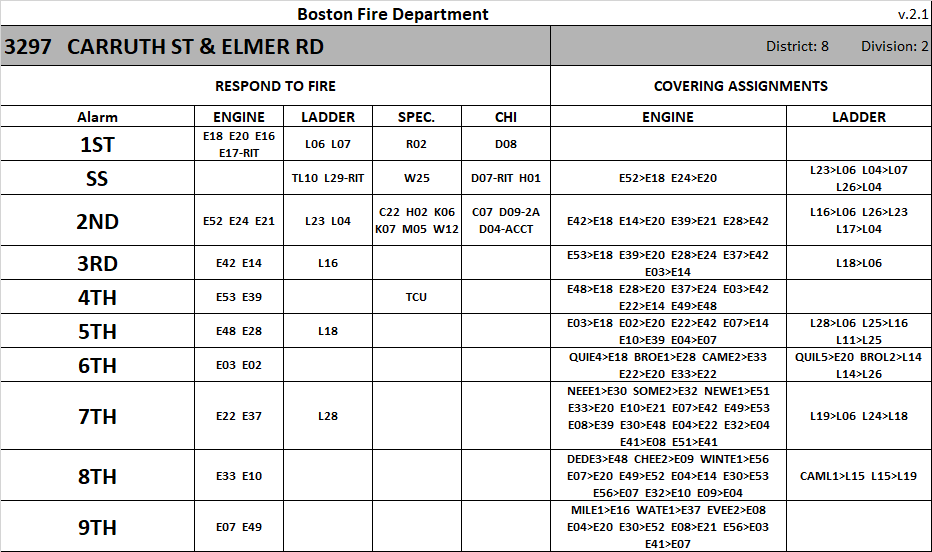 Boston Fire Department v.2.1
3297 CARRUTH ST & ELMER RD District: 8 Division: 2
RESPOND TO FIRE COVERING ASSIGNMENTS
Alarm ENGINE LADDER SPEC. CHI ENGINE LADDER
1ST
E18 E20 E16
E17-RIT
L06 L07
R02
D08
SS
TL10 L29-RIT
W25
D07-RIT H01
E52>E18 E24>E20
L23>L06 L04>L07
L26>L04
2ND
E52 E24 E21
L23 L04
C22 H02 K06
K07 M05 W12
C07 D09-2A
D04-ACCT
E42>E18 E14>E20 E39>E21 E28>E42
L16>L06 L26>L23
L17>L04
3RD
E42 E14
L16
E53>E18 E39>E20 E28>E24 E37>E42
E03>E14
L18>L06
4TH
E53 E39
TCU
E48>E18 E28>E20 E37>E24 E03>E42
E22>E14 E49>E48
5TH
E48 E28
L18
E03>E18 E02>E20 E22>E42 E07>E14
E10>E39 E04>E07
L28>L06 L25>L16
L11>L25
6TH
E03 E02
QUIE4>E18 BROE1>E28 CAME2>E33
E22>E20 E33>E22
QUIL5>E20 BROL2>L14
L14>L26
7TH
E22 E37
L28
NEEE1>E30 SOME2>E32 NEWE1>E51
E33>E20 E10>E21 E07>E42 E49>E53
E08>E39 E30>E48 E04>E22 E32>E04
E41>E08 E51>E41
L19>L06 L24>L18
8TH
E33 E10
DEDE3>E48 CHEE2>E09 WINTE1>E56
E07>E20 E49>E52 E04>E14 E30>E53
E56>E07 E32>E10 E09>E04
CAML1>L15 L15>L19
9TH
E07 E49
MILE1>E16 WATE1>E37 EVEE2>E08
E04>E20 E30>E52 E08>E21 E56>E03
E41>E07